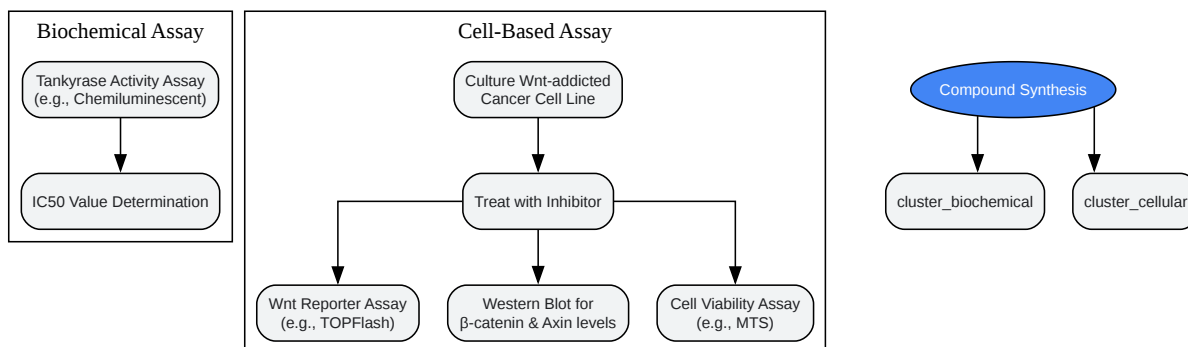 Biochemical Assay
Tankyrase Activity Assay
(e.g., Chemiluminescent)
IC50 Value Determination
Cell-Based Assay
Culture Wnt-addicted
Cancer Cell Line
Treat with Inhibitor
Wnt Reporter Assay
(e.g., TOPFlash)
Western Blot for
β-catenin & Axin levels
Cell Viability Assay
(e.g., MTS)
Compound Synthesis
cluster_biochemical
cluster_cellular